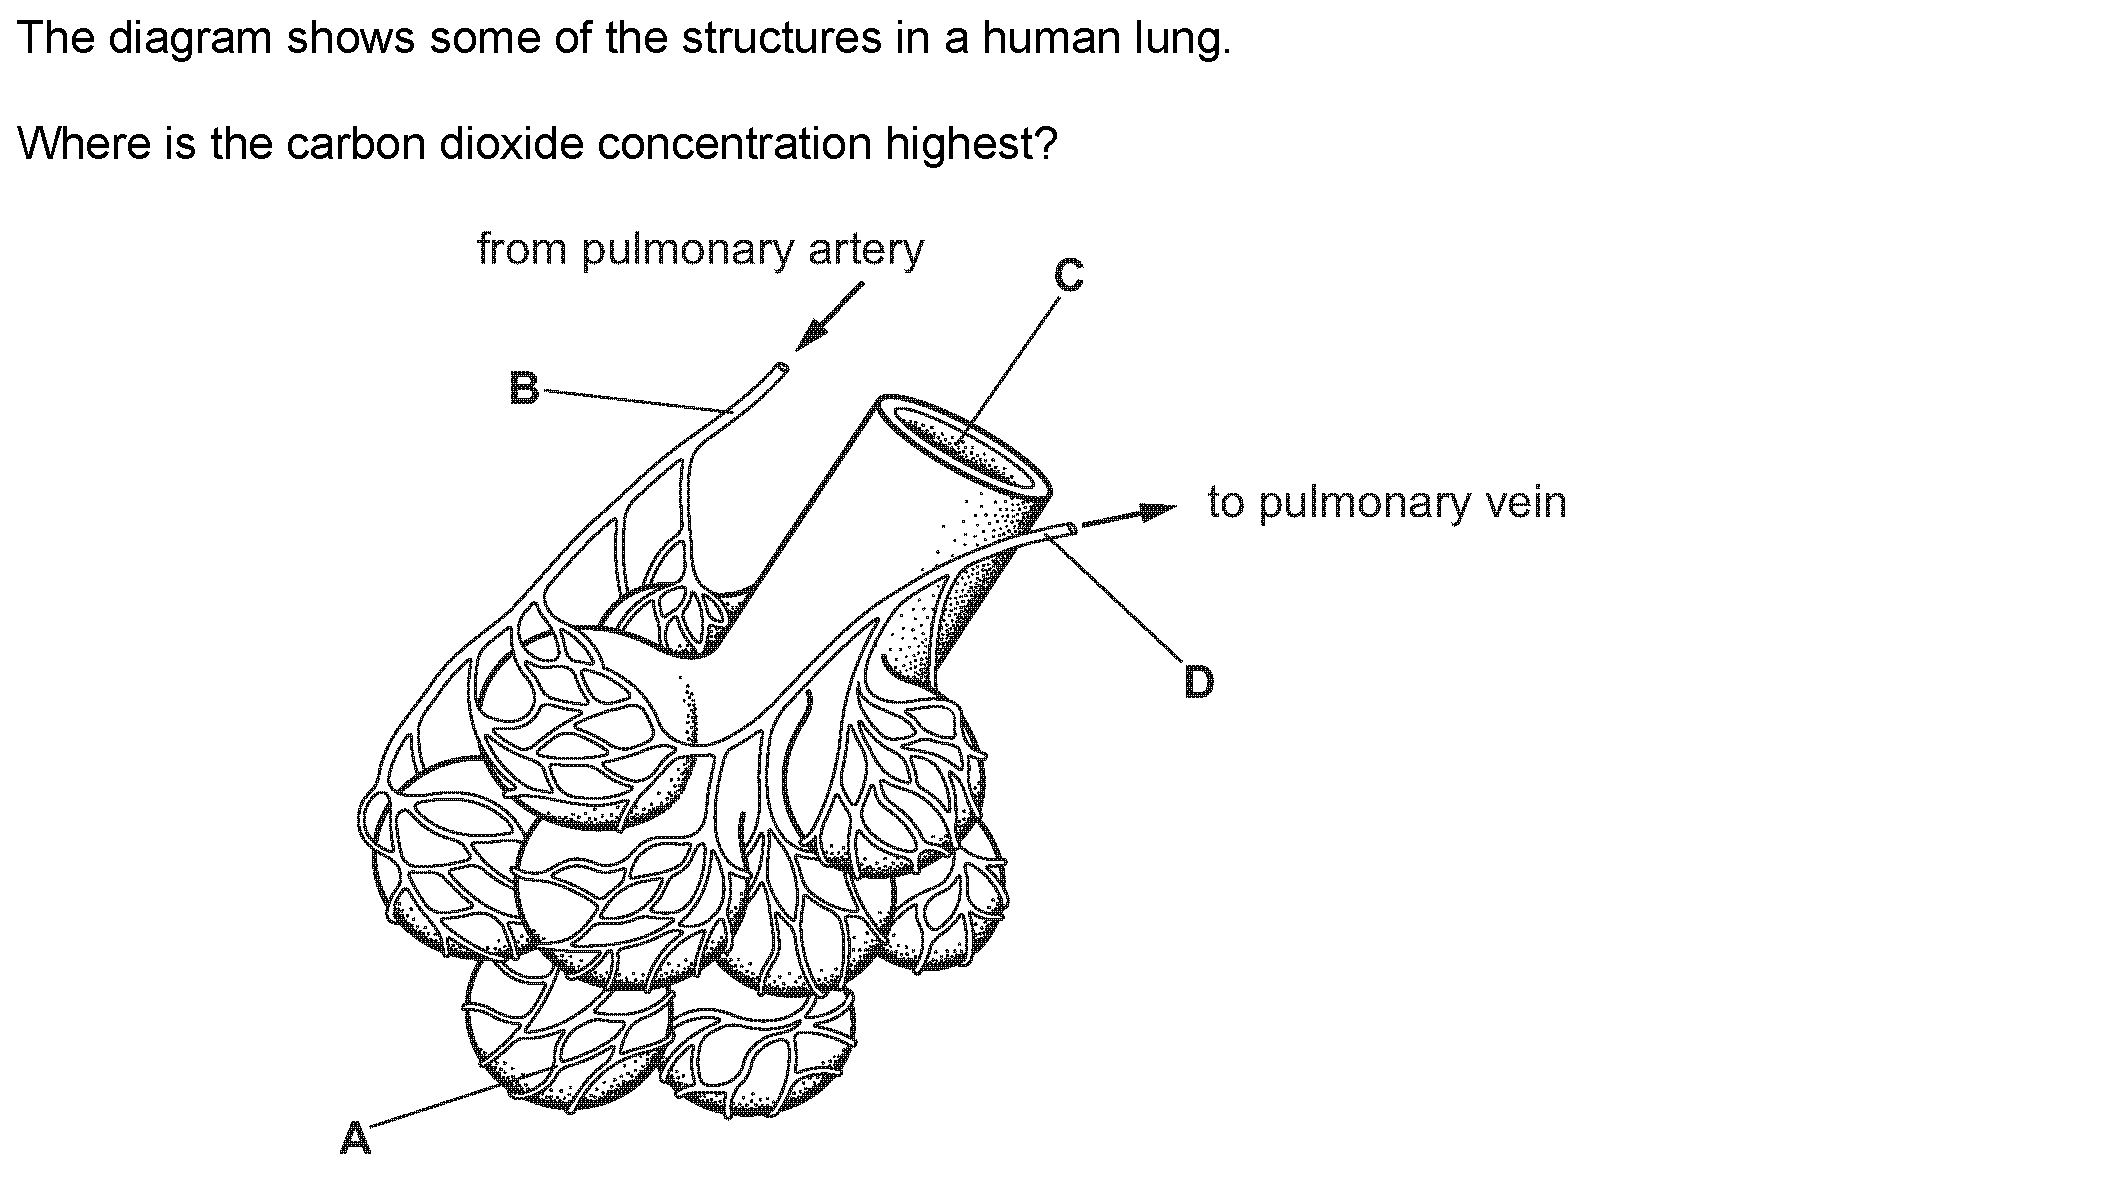 The diagram shows some of the structures in a human lung.
Where is the carbon dioxide concentration highest?
from pulmonary artery
C
B
to pulmonary vein
D
A